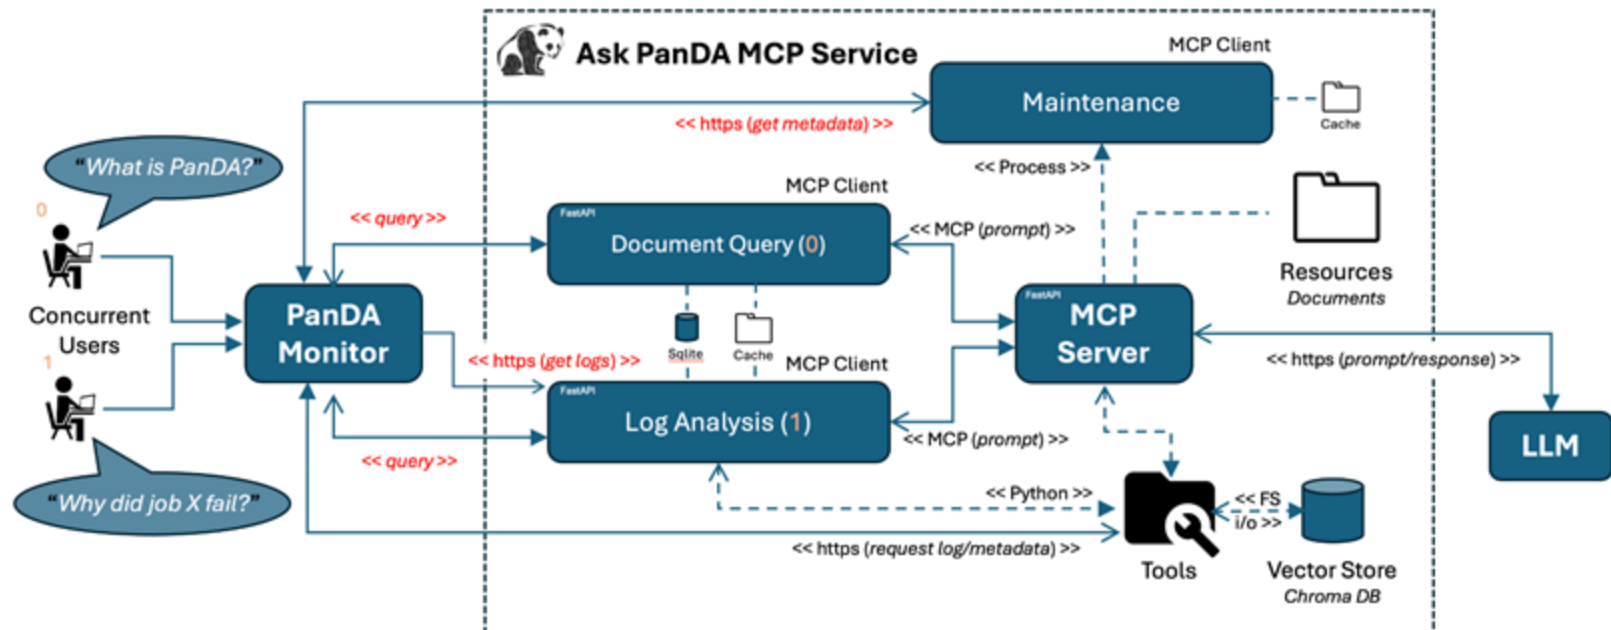 Ask PanDA MCP Service
MCP Client
Maintenance
Cache
<< https (get metadata) >>
<< Process >>
"What is PanDA?"
0
Concurrent
Users
1
"Why did job X fail?"
PanDA
Monitor
<< query >>
MCP Client
FastAPI
Document Query (0)
<< MCP (prompt) >>
Sqlite
Cache
<< https (get logs) >>
MCP Client
FastAPI
Log Analysis (1)
<< MCP (prompt) >>
<< query >>
FastAPI
MCP
Server
Resources
Documents
<< https (prompt/response) >>
LLM
<< Python >>
<< https (request log/metadata) >>
Tools
<< FS
i/o >>
Vector Store
Chroma DB